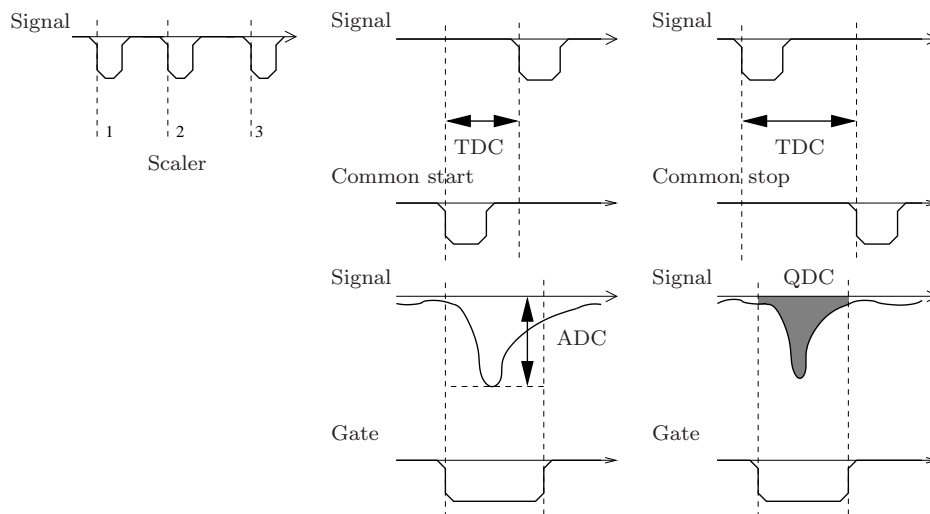 Signal
1 2 3
Scaler
Signal
TDC
Common start
Signal
TDC
Common stop
Signal
ADC
Gate
Signal
QDC
Gate